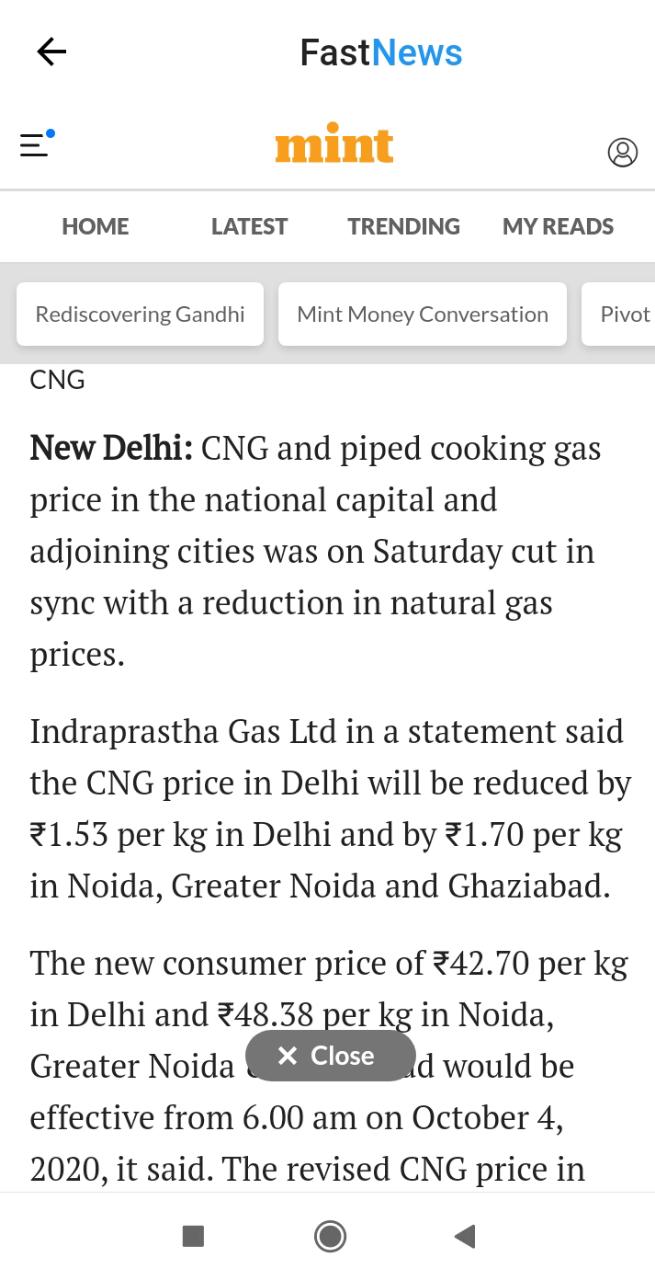 FastNews
mint
HOME LATEST TRENDING MY READS
Rediscovering Gandhi Mint Money Conversation Pivot
CNG
New Delhi: CNG and piped cooking gas
price in the national capital and
adjoining cities was on Saturday cut in
sync with a reduction in natural gas
prices.
Indraprastha Gas Ltd in a statement said
the CNG price in Delhi will be reduced by
₹1.53 per kg in Delhi and by ₹1.70 per kg
in Noida, Greater Noida and Ghaziabad.
The new consumer price of ₹42.70 per kg
in Delhi and ₹48.38 per kg in Noida,
Greater Noida would be
✕ Close
effective from 6.00 am on October 4,
2020, it said. The revised CNG price in